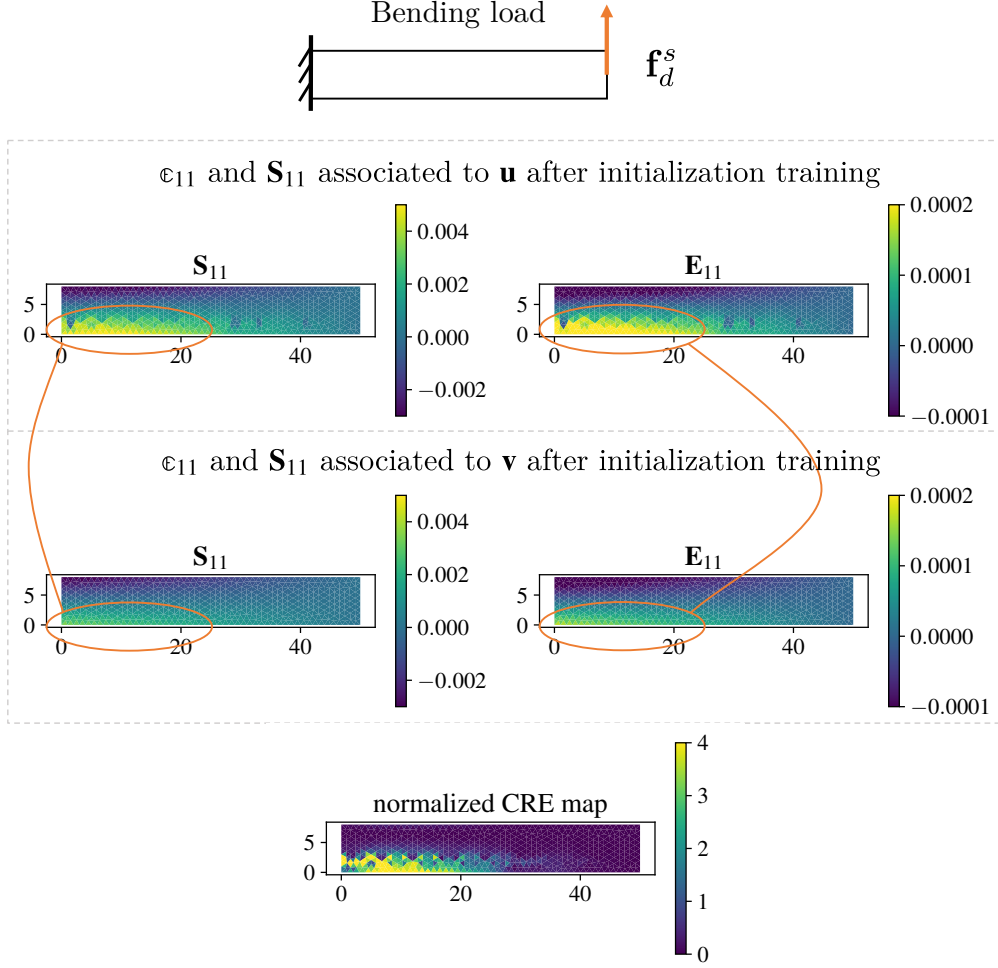 Bending load
f_d^s
𝕖11 and S11 associated to u after initialization training
S11
5
0
0 20 40
0.004
0.002
0.000
−0.002
E11
5
0
0 20 40
0.0002
0.0001
0.0000
−0.0001
𝕖11 and S11 associated to v after initialization training
S11
5
0
0 20 40
0.004
0.002
0.000
−0.002
E11
5
0
0 20 40
0.0002
0.0001
0.0000
−0.0001
normalized CRE map
5
0
0 20 40
4
3
2
1
0